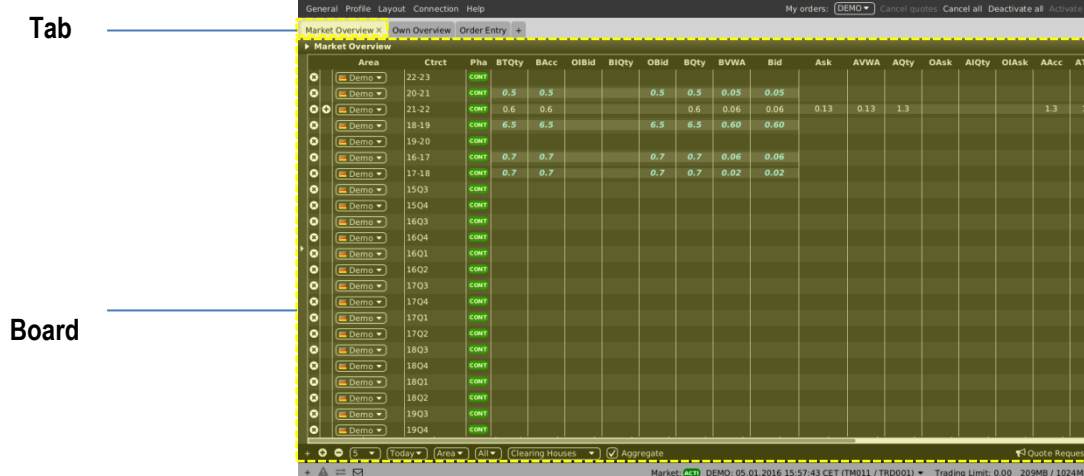 General Profile Layout Connection Help My orders: DEMO Cancel quotes Cancel all Deactivate all Activate
Tab
Market Overview × Own Overview Order Entry +
Market Overview
Area Ctrct Pha BTQty BAcc OIBid BIQty OBid BQty BVWA Bid Ask AVWA AQty OAsk AIQty OIAsk AAcc AT
Demo 22-23 CONT
Demo 20-21 CONT 0.5 0.5 0.5 0.5 0.05 0.05
Demo 21-22 CONT 0.6 0.6 0.6 0.06 0.06 0.13 0.13 1.3 1.3
Demo 18-19 CONT 6.5 6.5 6.5 6.5 0.60 0.60
Demo 19-20 CONT
Demo 16-17 CONT 0.7 0.7 0.7 0.7 0.06 0.06
Demo 17-18 CONT 0.7 0.7 0.7 0.7 0.02 0.02
Demo 15Q3 CONT
Demo 15Q4 CONT
Demo 16Q3 CONT
Demo 16Q4 CONT
Demo 16Q1 CONT
Demo 16Q2 CONT
Demo 17Q3 CONT
Demo 17Q4 CONT
Demo 17Q1 CONT
Board
Demo 17Q2 CONT
Demo 18Q3 CONT
Demo 18Q4 CONT
Demo 18Q1 CONT
Demo 18Q2 CONT
Demo 19Q3 CONT
Demo 19Q4 CONT
+ 5 Today Area All Clearing Houses Aggregate Quote Reques
+ Market: ACTI DEMO: 05.01.2016 15:57:43 CET (TM011 / TRD001) Trading Limit: 0.00 209MB / 1024M